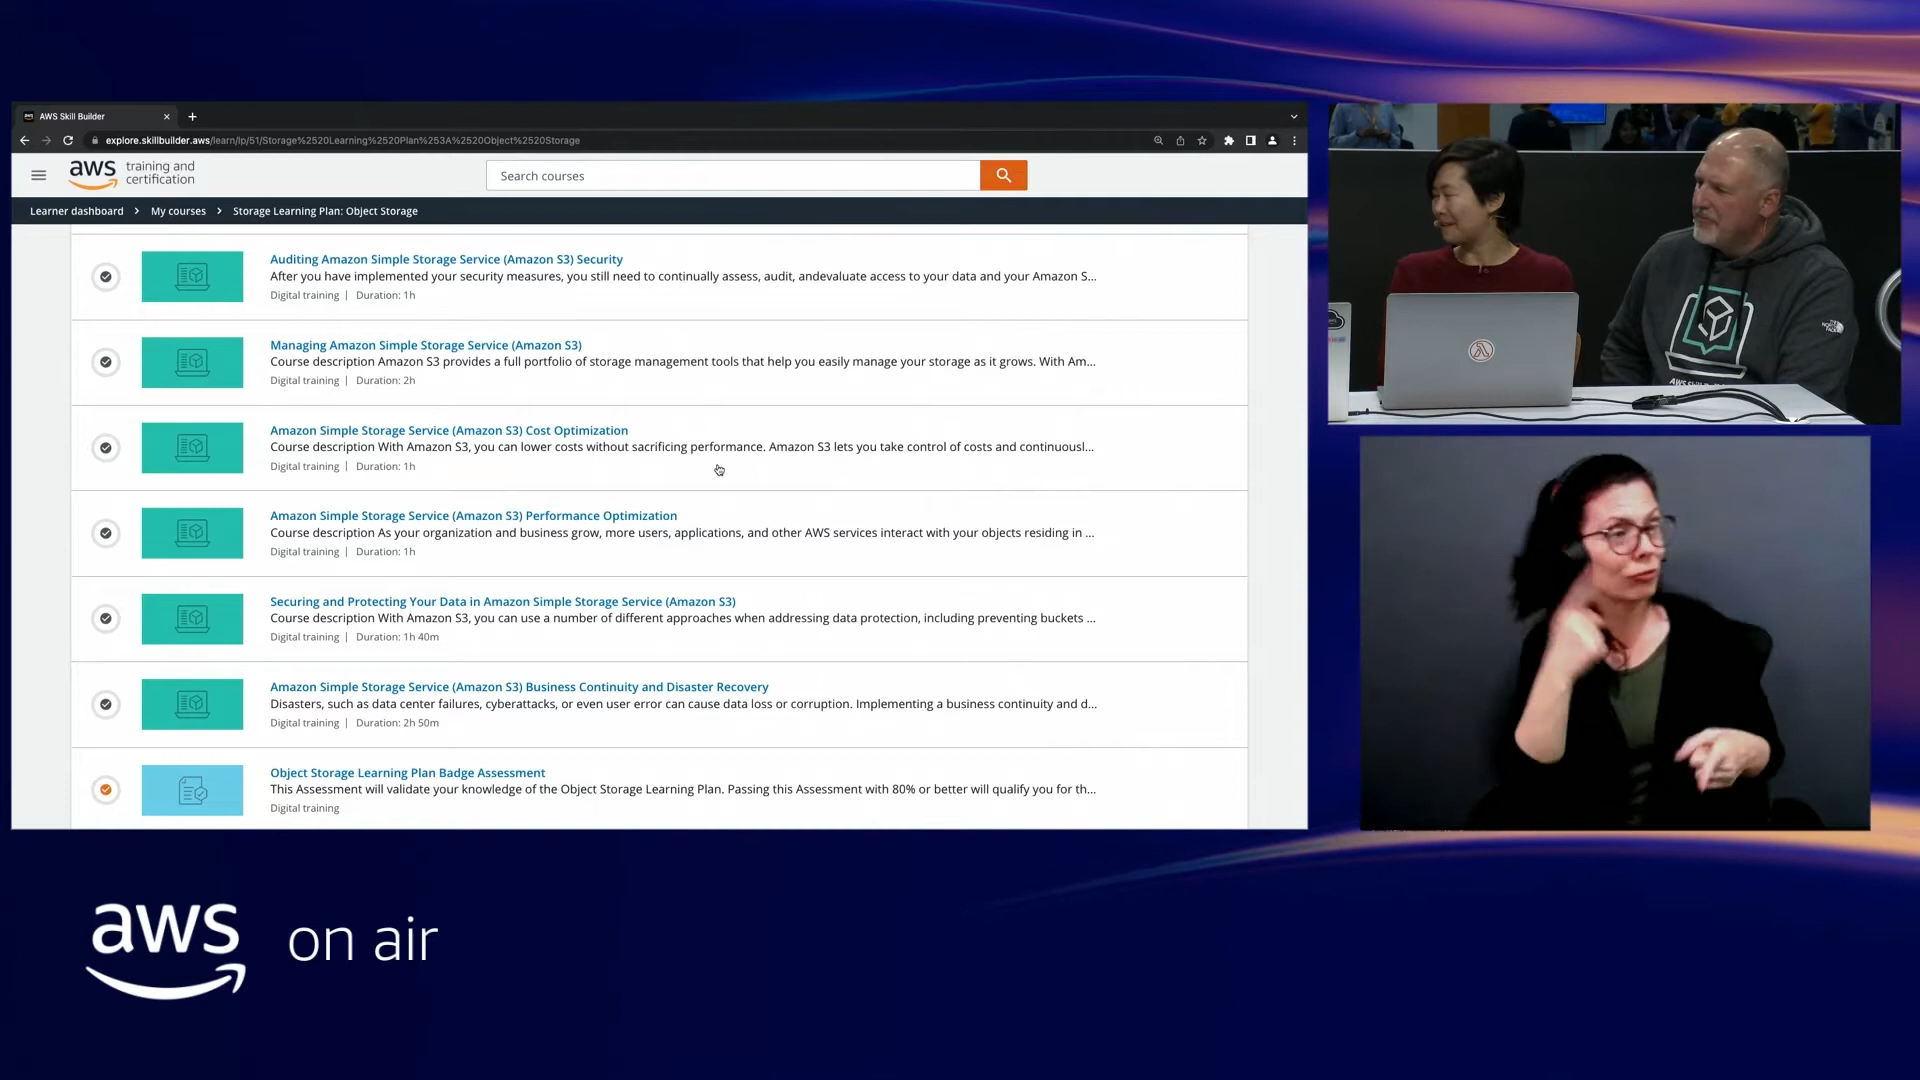 AWS Skill Builder
explore.skillbuilder.aws/learn/lp/51/Storage%2520Learning%2520Plan%253A%2520Object%2520Storage
aws training and certification
Search courses
Learner dashboard > My courses > Storage Learning Plan: Object Storage
Auditing Amazon Simple Storage Service (Amazon S3) Security
After you have implemented your security measures, you still need to continually assess, audit, andevaluate access to your data and your Amazon S...
Digital training | Duration: 1h
Managing Amazon Simple Storage Service (Amazon S3)
Course description Amazon S3 provides a full portfolio of storage management tools that help you easily manage your storage as it grows. With Am...
Digital training | Duration: 2h
Amazon Simple Storage Service (Amazon S3) Cost Optimization
Course description With Amazon S3, you can lower costs without sacrificing performance. Amazon S3 lets you take control of costs and continuousl...
Digital training | Duration: 1h
Amazon Simple Storage Service (Amazon S3) Performance Optimization
Course description As your organization and business grow, more users, applications, and other AWS services interact with your objects residing in ...
Digital training | Duration: 1h
Securing and Protecting Your Data in Amazon Simple Storage Service (Amazon S3)
Course description With Amazon S3, you can use a number of different approaches when addressing data protection, including preventing buckets ...
Digital training | Duration: 1h 40m
Amazon Simple Storage Service (Amazon S3) Business Continuity and Disaster Recovery
Disasters, such as data center failures, cyberattacks, or even user error can cause data loss or corruption. Implementing a business continuity and d...
Digital training | Duration: 2h 50m
Object Storage Learning Plan Badge Assessment
This Assessment will validate your knowledge of the Object Storage Learning Plan. Passing this Assessment with 80% or better will qualify you for th...
Digital training
THE NORTH FACE
aws on air